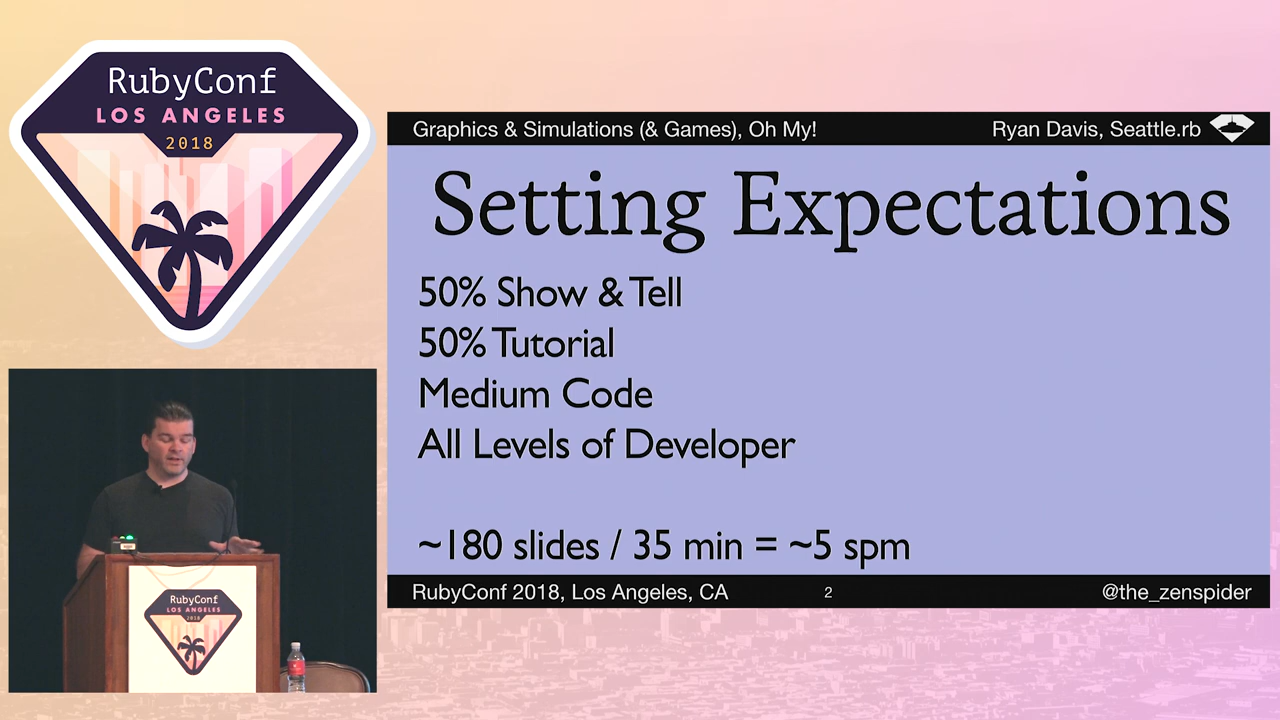 RubyConf
LOS ANGELES
2018
Graphics & Simulations (& Games), Oh My!
Ryan Davis, Seattle.rb
Setting Expectations
50% Show & Tell
50% Tutorial
Medium Code
All Levels of Developer
~180 slides / 35 min = ~5 spm
RubyConf 2018, Los Angeles, CA
2
@the_zenspider
RubyConf
LOS ANGELES
2018